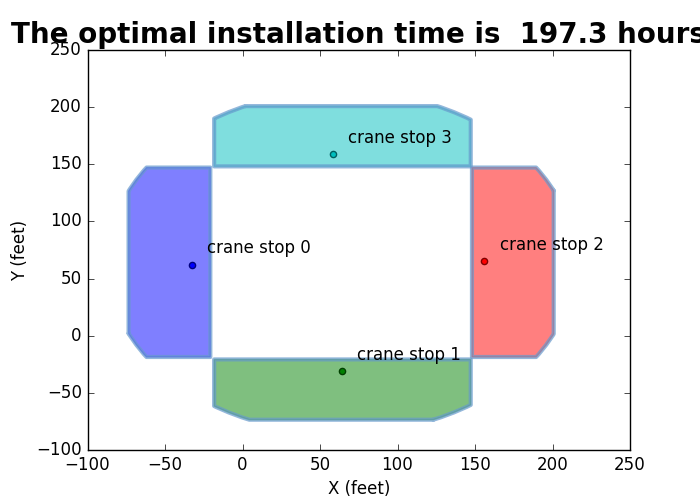 The optimal installation time is  197.3 hours
250
200
150
100
50
0
−50
−100
Y (feet)
crane stop 3
crane stop 0
crane stop 2
crane stop 1
−100
−50
0
50
100
150
200
250
X (feet)